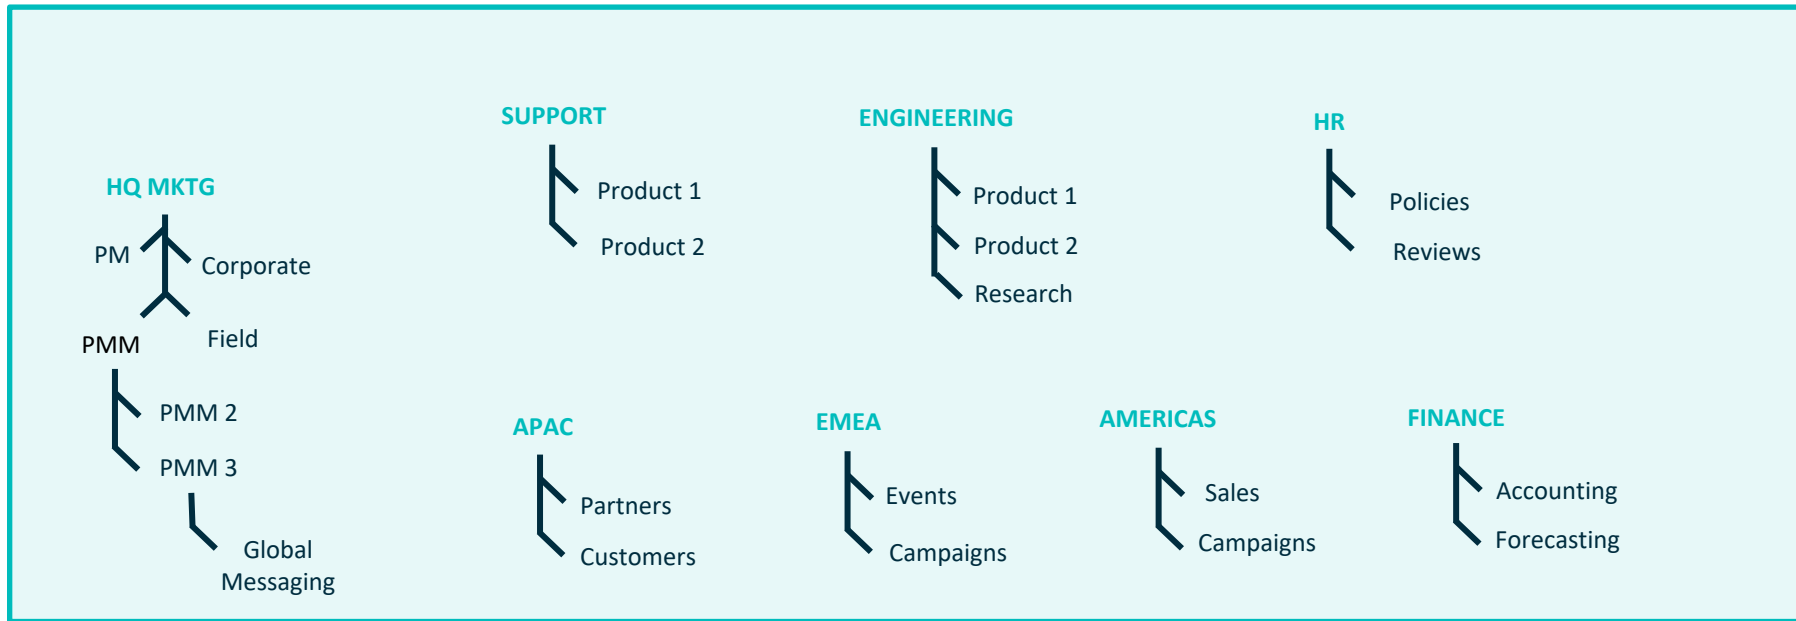 HQ MKTG
PM
Corporate
PMM
Field
PMM 2
PMM 3
Global
Messaging
SUPPORT
Product 1
Product 2
ENGINEERING
Product 1
Product 2
Research
HR
Policies
Reviews
APAC
Partners
Customers
EMEA
Events
Campaigns
AMERICAS
Sales
Campaigns
FINANCE
Accounting
Forecasting